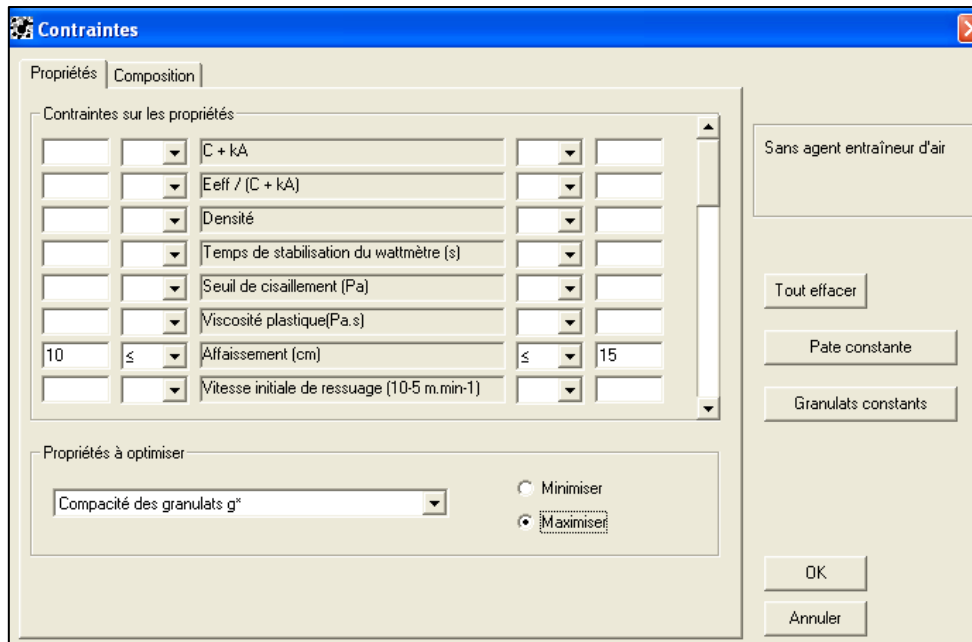 Contraintes
Propriétés Composition
Contraintes sur les propriétés
C + kA
Eeff / (C + kA)
Densité
Temps de stabilisation du wattmètre (s)
Seuil de cisaillement (Pa)
Viscosité plastique(Pa.s)
10 ≤ Affaissement (cm) ≤ 15
Vitesse initiale de ressuage (10-5 m.min-1)
Propriétés à optimiser
Compacité des granulats g*
Minimiser
Maximiser
Sans agent entraîneur d'air
Tout effacer
Pate constante
Granulats constants
OK
Annuler